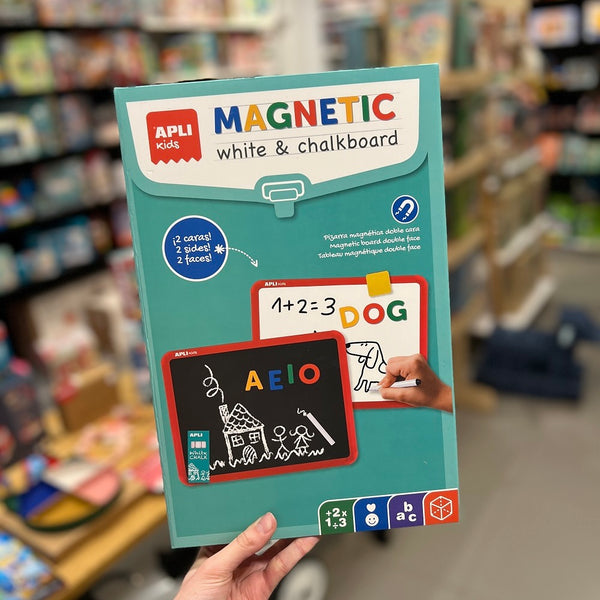 APLI
kids
MAGNETIC
white & chalkboard
¡2 caras!
2 sides!
2 faces!
Pizarra magnética doble cara
Magnetic board double face
Tableau magnétique double face
APLI kids
1+2=3
DOG
APLI kids
AEIO
APLI
White
CHALK
+2x
1÷3
b
a c